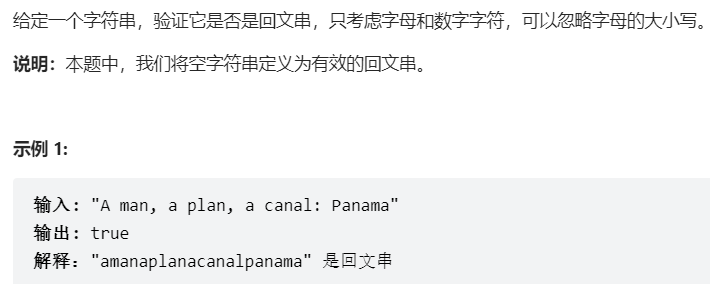 给定一个字符串，验证它是否是回文串，只考虑字母和数字字符，可以忽略字母的大小写。
说明：本题中，我们将空字符串定义为有效的回文串。
示例 1:
输入: "A man, a plan, a canal: Panama"
输出: true
解释："amanaplanacanalpanama" 是回文串